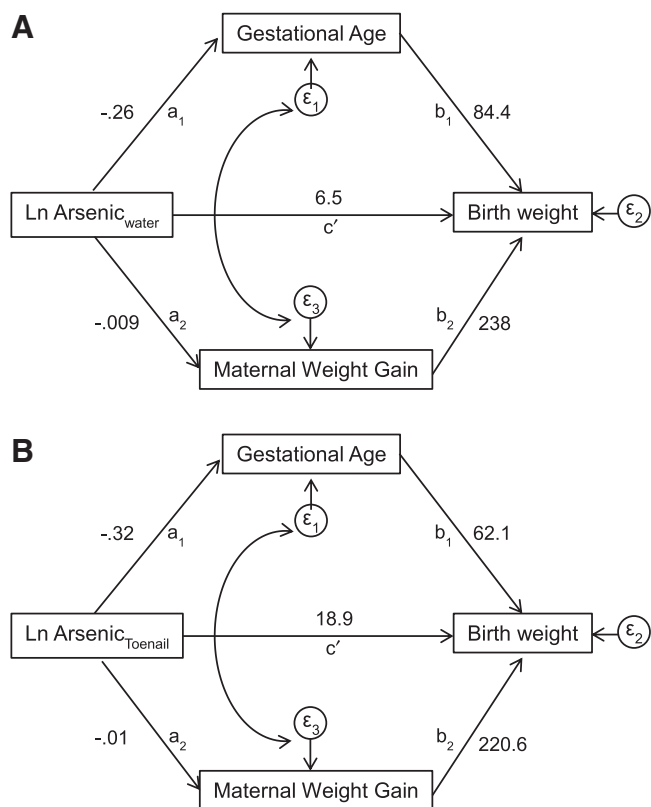 A
Gestational Age
-.26
a₁
ε₁
b₁
84.4
Ln Arsenic_water
6.5
c′
Birth weight
ε₂
-.009
a₂
ε₃
b₂
238
Maternal Weight Gain
B
Gestational Age
-.32
a₁
ε₁
b₁
62.1
Ln Arsenic_Toenail
18.9
c′
Birth weight
ε₂
-.01
a₂
ε₃
b₂
220.6
Maternal Weight Gain